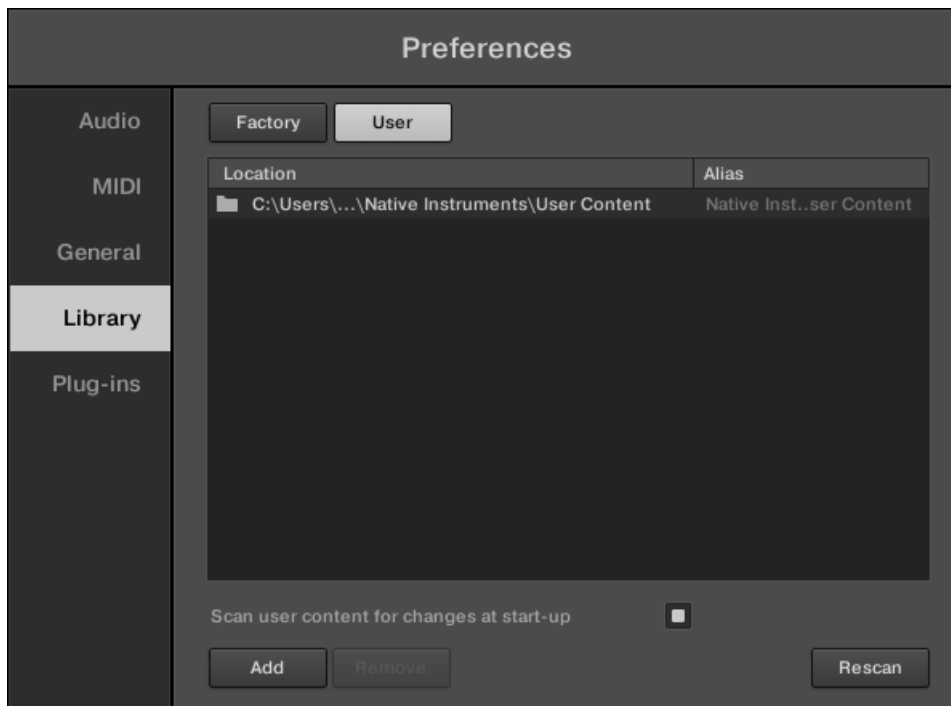 Preferences
Audio
MIDI
General
Library
Plug-ins
Factory User
Location Alias
C:\Users\...\Native Instruments\User Content Native Inst..ser Content
Scan user content for changes at start-up
Add Remove Rescan